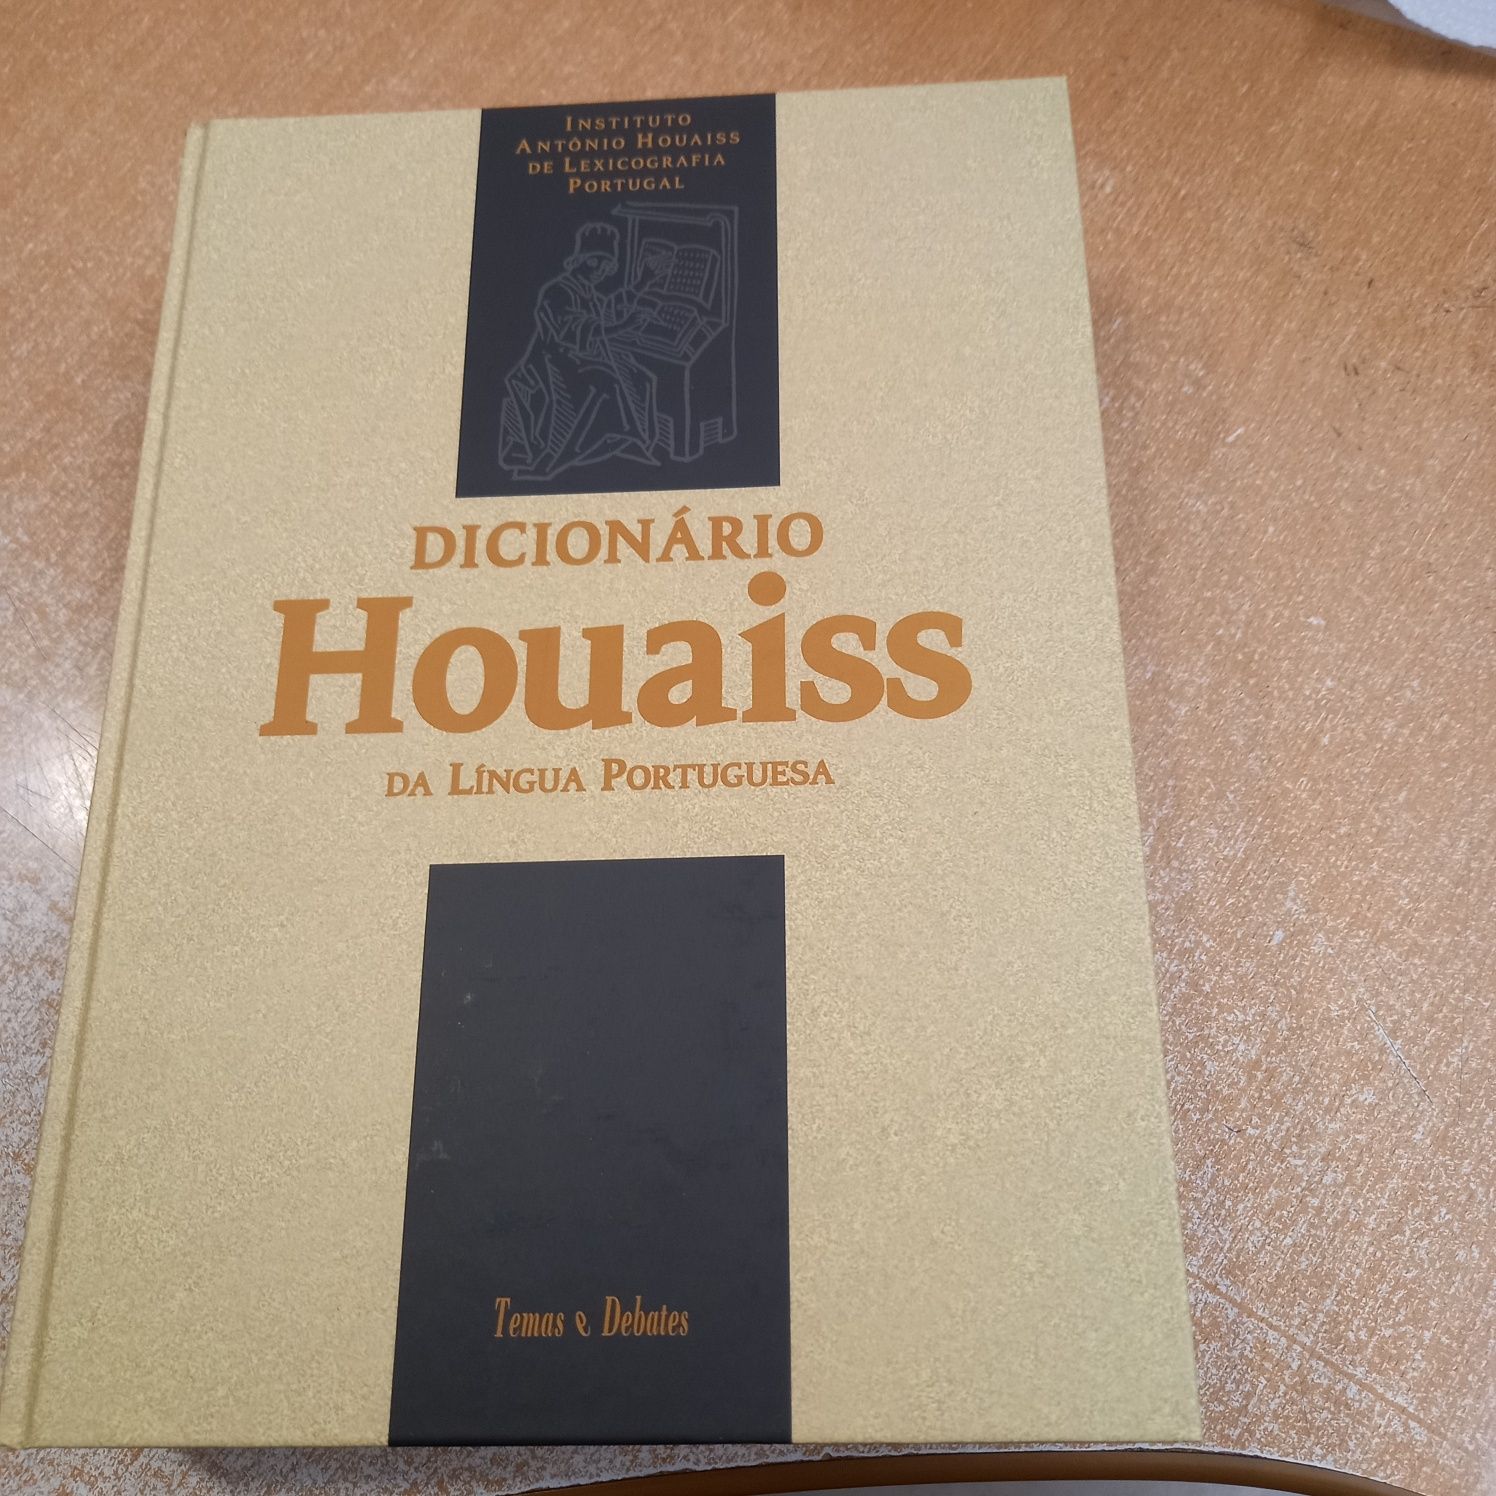 INSTITUTO
ANTÓNIO HOUAISS
DE LEXICOGRAFIA
PORTUGAL
DICIONÁRIO
Houaiss
DA LÍNGUA PORTUGUESA
Temas e Debates